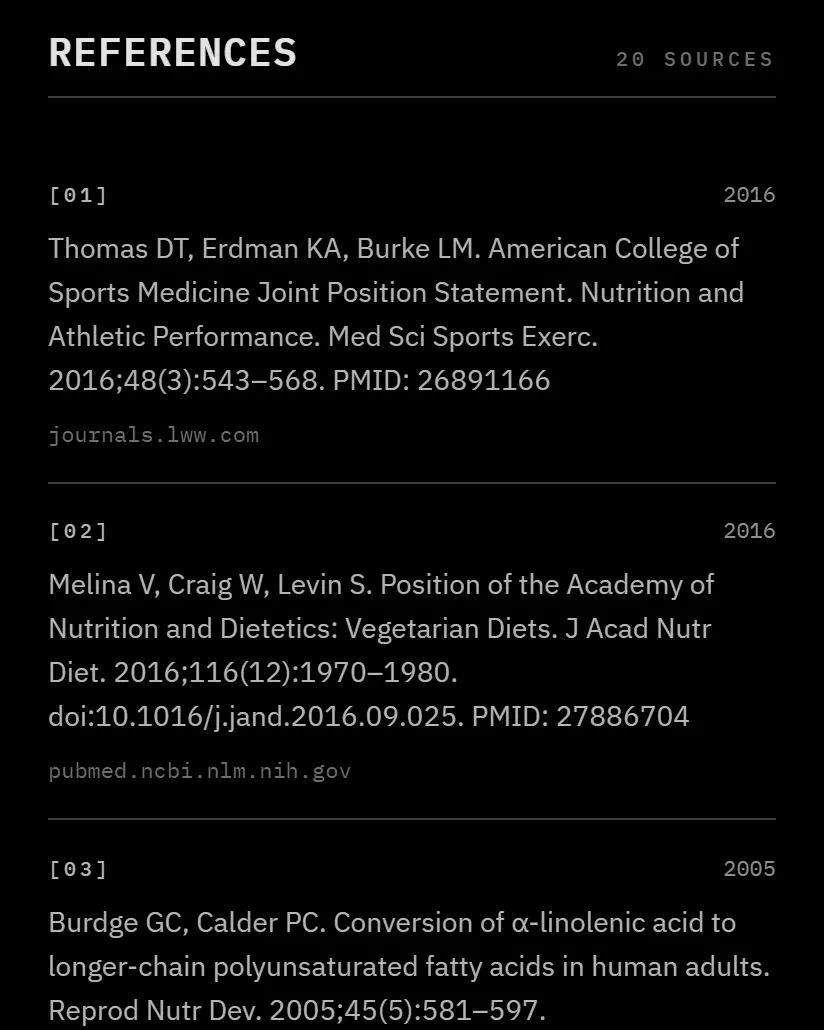 REFERENCES
20 SOURCES
[01]
2016
Thomas DT, Erdman KA, Burke LM. American College of
Sports Medicine Joint Position Statement. Nutrition and
Athletic Performance. Med Sci Sports Exerc.
2016;48(3):543–568. PMID: 26891166
journals.lww.com
[02]
2016
Melina V, Craig W, Levin S. Position of the Academy of
Nutrition and Dietetics: Vegetarian Diets. J Acad Nutr
Diet. 2016;116(12):1970–1980.
doi:10.1016/j.jand.2016.09.025. PMID: 27886704
pubmed.ncbi.nlm.nih.gov
[03]
2005
Burdge GC, Calder PC. Conversion of α-linolenic acid to
longer-chain polyunsaturated fatty acids in human adults.
Reprod Nutr Dev. 2005;45(5):581–597.